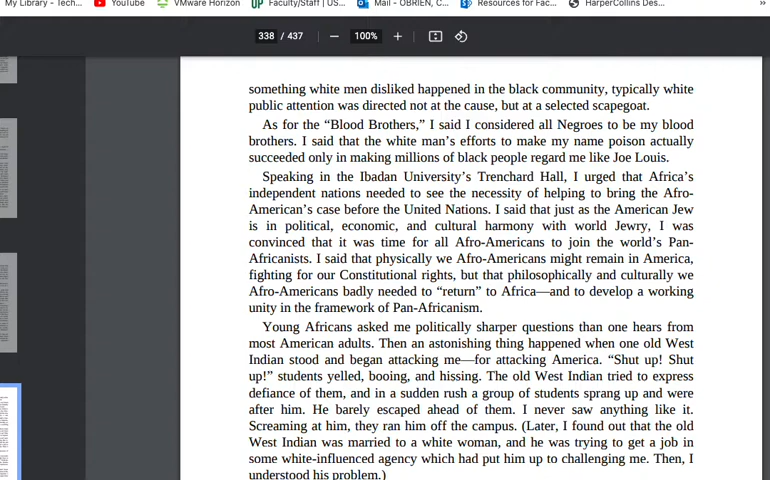 My Library - Tech...
YouTube
VMware Horizon
UP Faculty/Staff | US...
Mail - OBRIEN, C...
Resources for Fac...
HarperCollins Des...
»
338 / 437
100%
something white men disliked happened in the black community, typically white
public attention was directed not at the cause, but at a selected scapegoat.
As for the “Blood Brothers,” I said I considered all Negroes to be my blood
brothers. I said that the white man’s efforts to make my name poison actually
succeeded only in making millions of black people regard me like Joe Louis.
Speaking in the Ibadan University’s Trenchard Hall, I urged that Africa’s
independent nations needed to see the necessity of helping to bring the Afro-
American’s case before the United Nations. I said that just as the American Jew
is in political, economic, and cultural harmony with world Jewry, I was
convinced that it was time for all Afro-Americans to join the world’s Pan-
Africanists. I said that physically we Afro-Americans might remain in America,
fighting for our Constitutional rights, but that philosophically and culturally we
Afro-Americans badly needed to “return” to Africa—and to develop a working
unity in the framework of Pan-Africanism.
Young Africans asked me politically sharper questions than one hears from
most American adults. Then an astonishing thing happened when one old West
Indian stood and began attacking me—for attacking America. “Shut up! Shut
up!” students yelled, booing, and hissing. The old West Indian tried to express
defiance of them, and in a sudden rush a group of students sprang up and were
after him. He barely escaped ahead of them. I never saw anything like it.
Screaming at him, they ran him off the campus. (Later, I found out that the old
West Indian was married to a white woman, and he was trying to get a job in
some white-influenced agency which had put him up to challenging me. Then, I
understood his problem.)